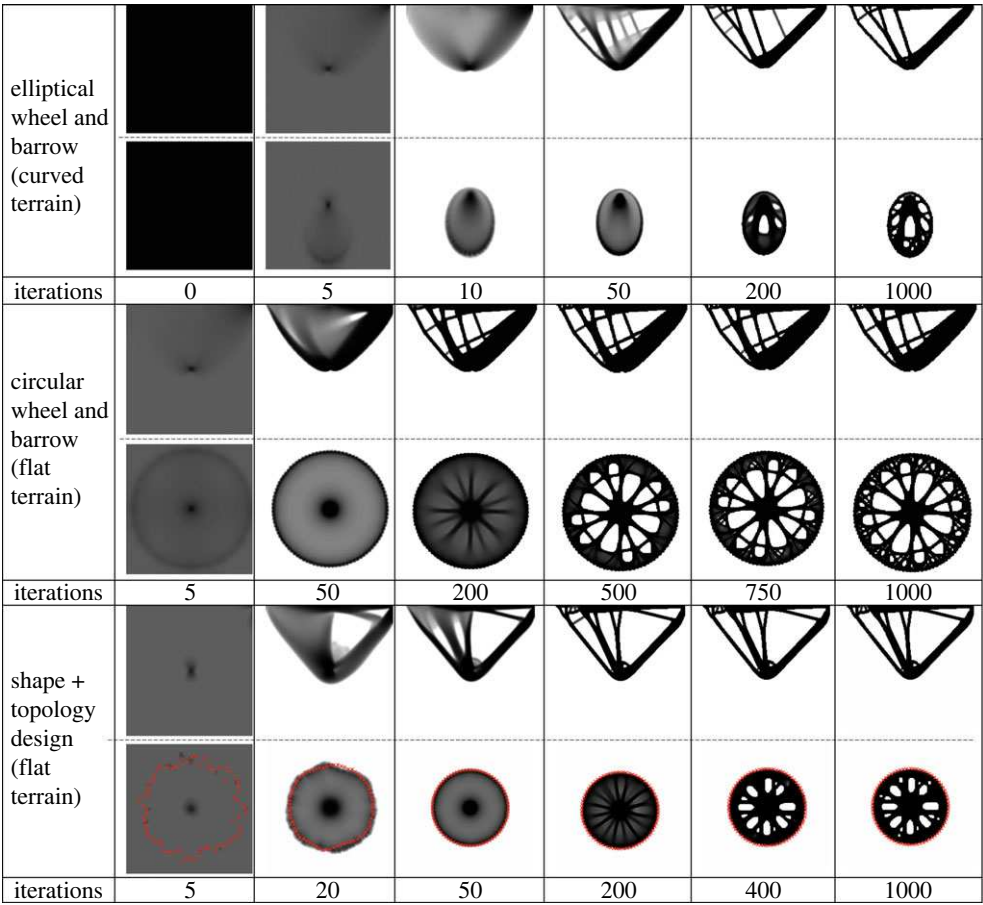 elliptical
wheel and
barrow
(curved
terrain)
iterations 0 5 10 50 200 1000
circular
wheel and
barrow
(flat
terrain)
iterations 5 50 200 500 750 1000
shape +
topology
design
(flat
terrain)
iterations 5 20 50 200 400 1000